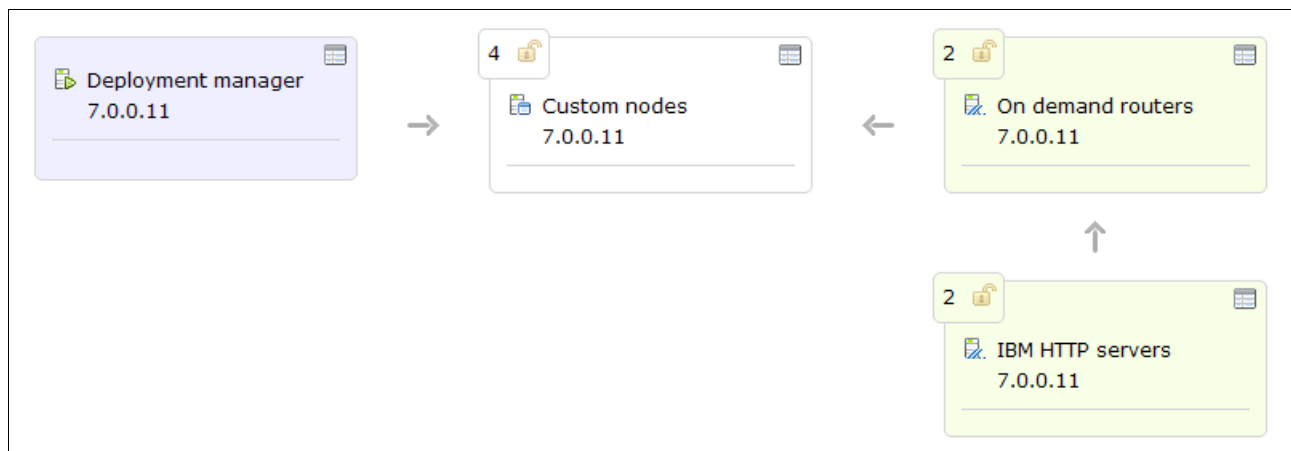 Deployment manager
7.0.0.11
4
Custom nodes
7.0.0.11
2
On demand routers
7.0.0.11
2
IBM HTTP servers
7.0.0.11